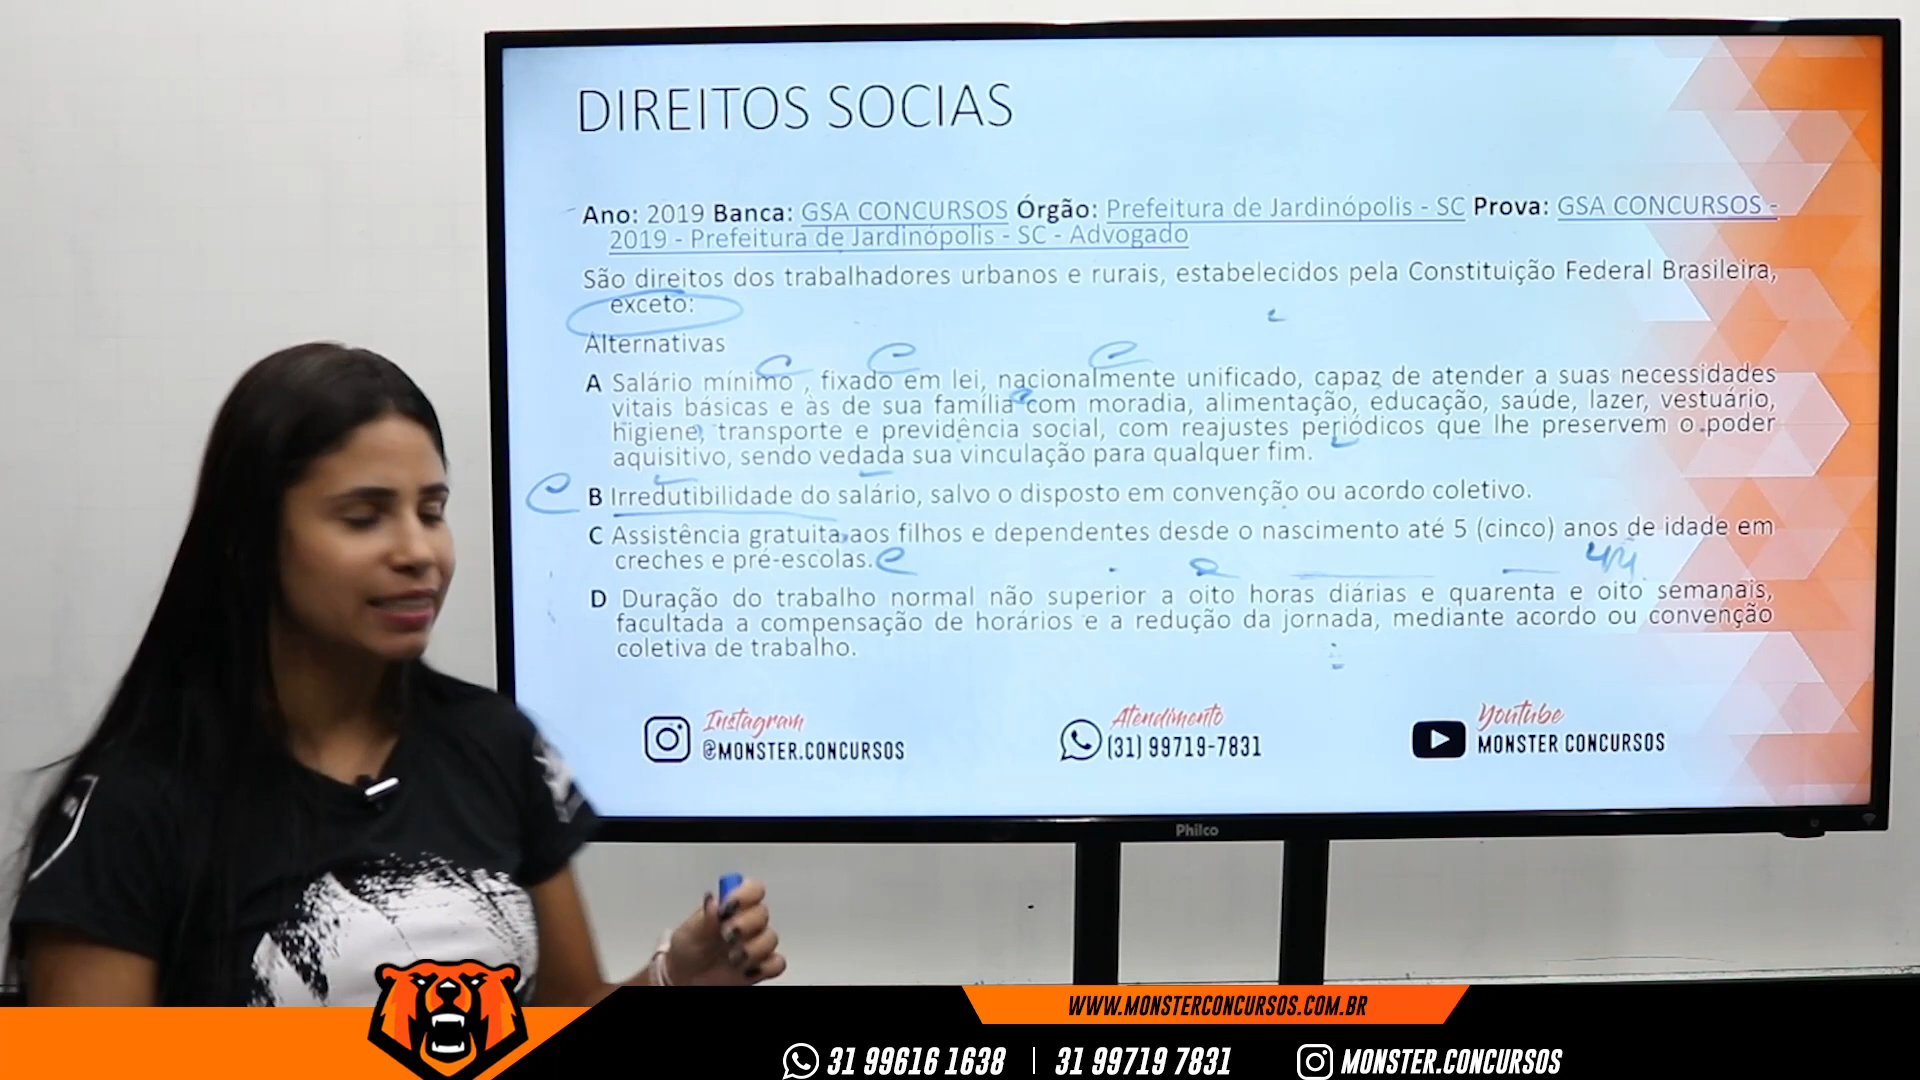 DIREITOS SOCIAS
Ano: 2019 Banca: GSA CONCURSOS Órgão: Prefeitura de Jardinópolis - SC Prova: GSA CONCURSOS -
2019 - Prefeitura de Jardinópolis - SC - Advogado
São direitos dos trabalhadores urbanos e rurais, estabelecidos pela Constituição Federal Brasileira,
exceto:
Alternativas
A Salário mínimo , fixado em lei, nacionalmente unificado, capaz de atender a suas necessidades
vitais básicas e às de sua família com moradia, alimentação, educação, saúde, lazer, vestuário,
higiene, transporte e previdência social, com reajustes periódicos que lhe preservem o poder
aquisitivo, sendo vedada sua vinculação para qualquer fim.
C B Irredutibilidade do salário, salvo o disposto em convenção ou acordo coletivo.
C Assistência gratuita aos filhos e dependentes desde o nascimento até 5 (cinco) anos de idade em
creches e pré-escolas. C
44
D Duração do trabalho normal não superior a oito horas diárias e quarenta e oito semanais,
facultada a compensação de horários e a redução da jornada, mediante acordo ou convenção
coletiva de trabalho.
Instagram
@MONSTER.CONCURSOS
Atendimento
(31) 99719-7831
Youtube
MONSTER CONCURSOS
Philco
WWW.MONSTERCONCURSOS.COM.BR
31 99616 1638 | 31 99719 7831 MONSTER.CONCURSOS